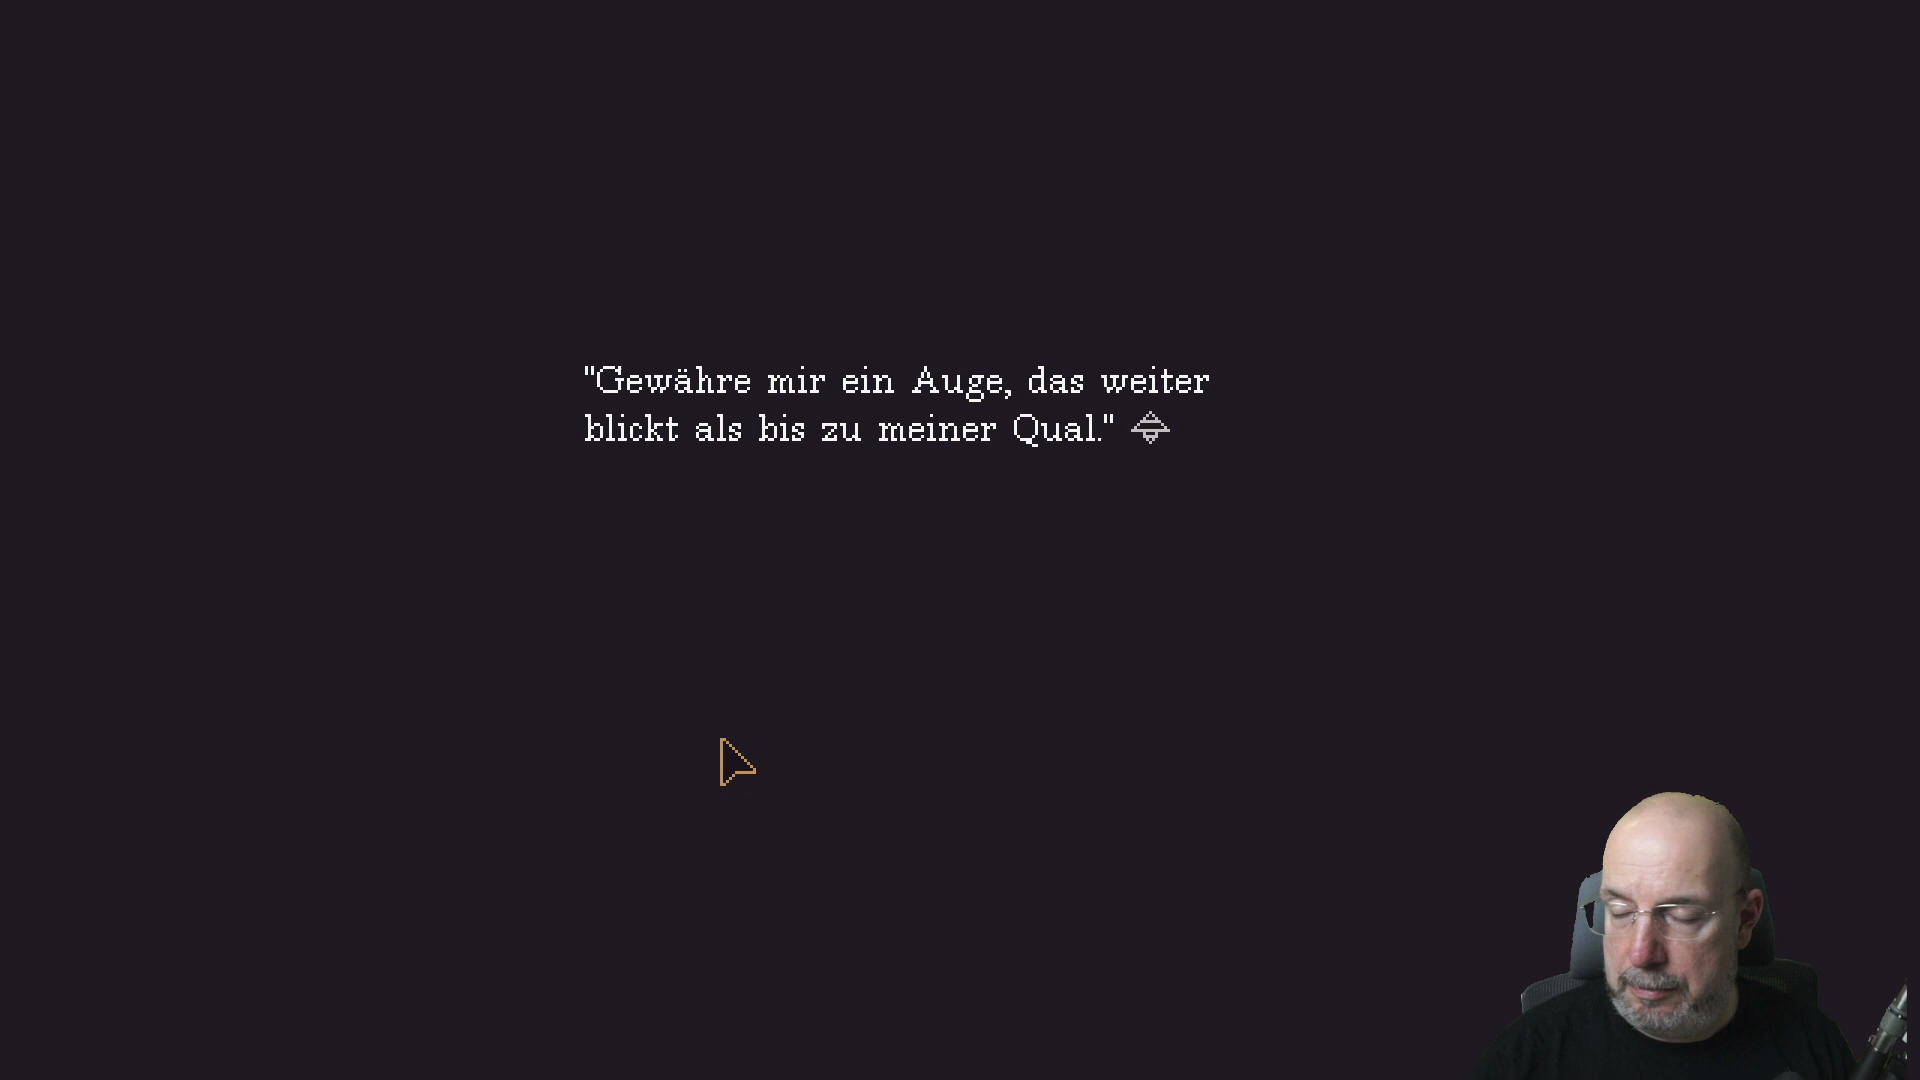 "Gewähre mir ein Auge, das weiter
blickt als bis zu meiner Qual."